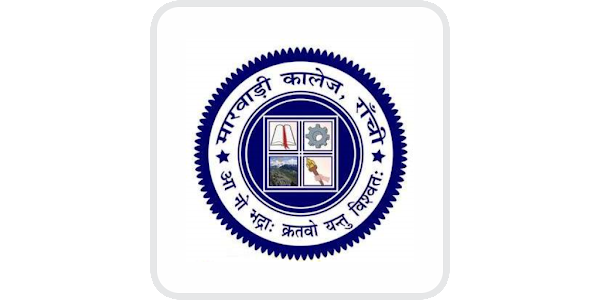 मारवाड़ी कालेज, राँची
आ नो भद्राः क्रतवो यन्तु विश्वतः